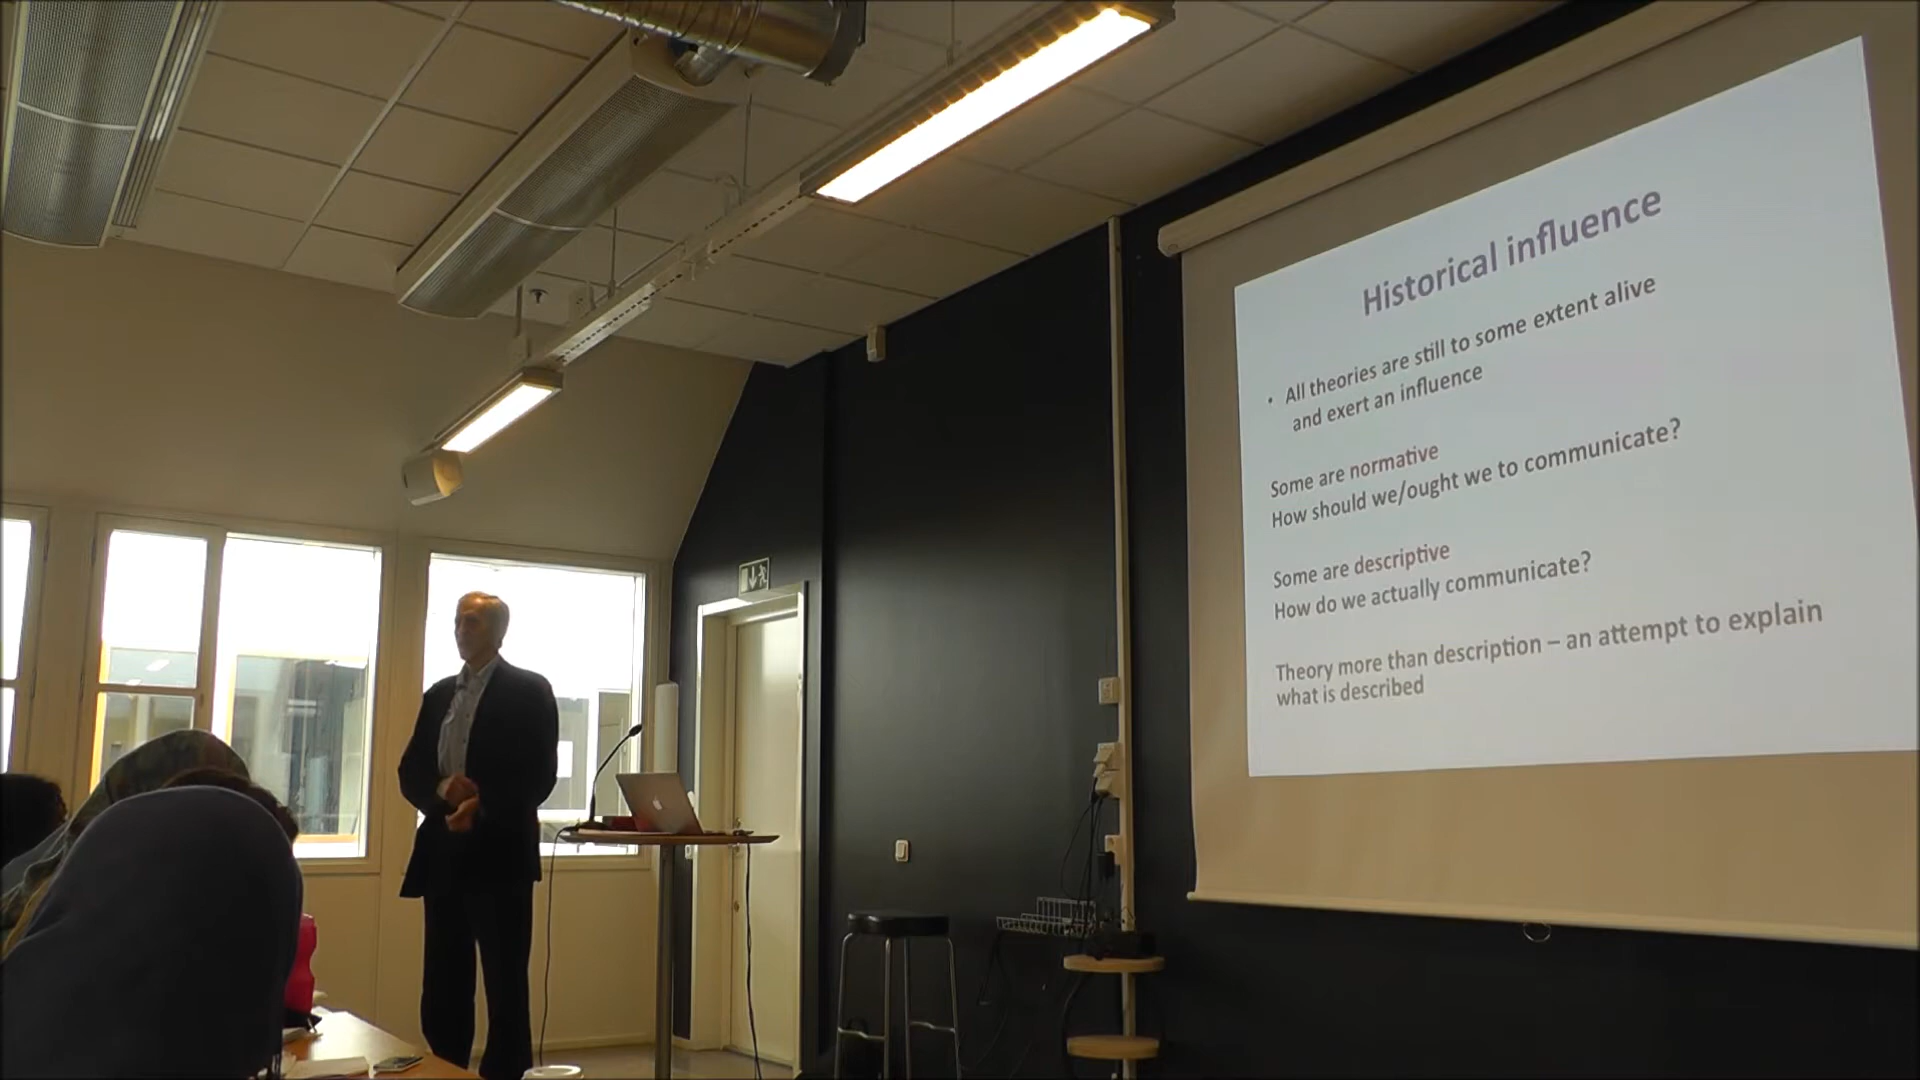 Historical influence
• All theories are still to some extent alive
and exert an influence
Some are normative
How should we/ought we to communicate?
Some are descriptive
How do we actually communicate?
Theory more than description – an attempt to explain
what is described